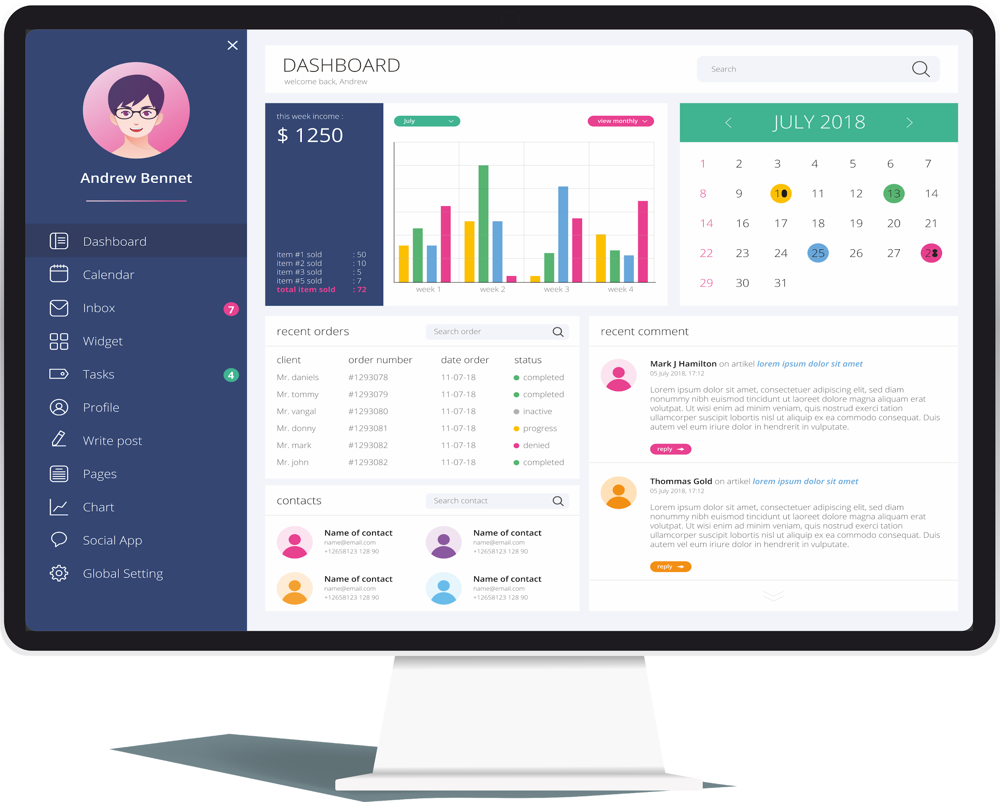 Andrew Bennet
Dashboard
Calendar
Inbox 7
Widget
Tasks 4
Profile
Write post
Pages
Chart
Social App
Global Setting
DASHBOARD
welcome back, Andrew
Search
this week income :
$ 1250
item #1 sold : 50
item #2 sold : 10
item #3 sold : 5
item #5 sold : 7
total item sold : 72
July
view monthly
week 1 week 2 week 3 week 4
JULY 2018
1 2 3 4 5 6 7
8 9 10 11 12 13 14
14 16 17 18 19 20 21
22 23 24 25 26 27 28
29 30 31
recent orders
Search order
client order number date order status
Mr. daniels #1293078 11-07-18 completed
Mr. tommy #1293079 11-07-18 completed
Mr. vangal #1293080 11-07-18 inactive
Mr. donny #1293081 11-07-18 progress
Mr. mark #1293082 11-07-18 denied
Mr. john #1293082 11-07-18 completed
contacts
Search contact
Name of contact
name@email.com
+12658123 128 90
Name of contact
name@email.com
+12658123 128 90
Name of contact
name@email.com
+12658123 128 90
Name of contact
name@email.com
+12658123 128 90
recent comment
Mark J Hamilton on artikel lorem ipsum dolor sit amet
05 July 2018, 17:12
Lorem ipsum dolor sit amet, consectetuer adipiscing elit, sed diam
nonummy nibh euismod tincidunt ut laoreet dolore magna aliquam erat
volutpat. Ut wisi enim ad minim veniam, quis nostrud exerci tation
ullamcorper suscipit lobortis nisl ut aliquip ex ea commodo consequat. Duis
autem vel eum iriure dolor in hendrerit in vulputate.
reply
Thommas Gold on artikel lorem ipsum dolor sit amet
05 July 2018, 17:12
Lorem ipsum dolor sit amet, consectetuer adipiscing elit, sed diam
nonummy nibh euismod tincidunt ut laoreet dolore magna aliquam erat
volutpat. Ut wisi enim ad minim veniam, quis nostrud exerci tation
ullamcorper suscipit lobortis nisl ut aliquip ex ea commodo consequat. Duis
autem vel eum iriure dolor in hendrerit in vulputate.
reply